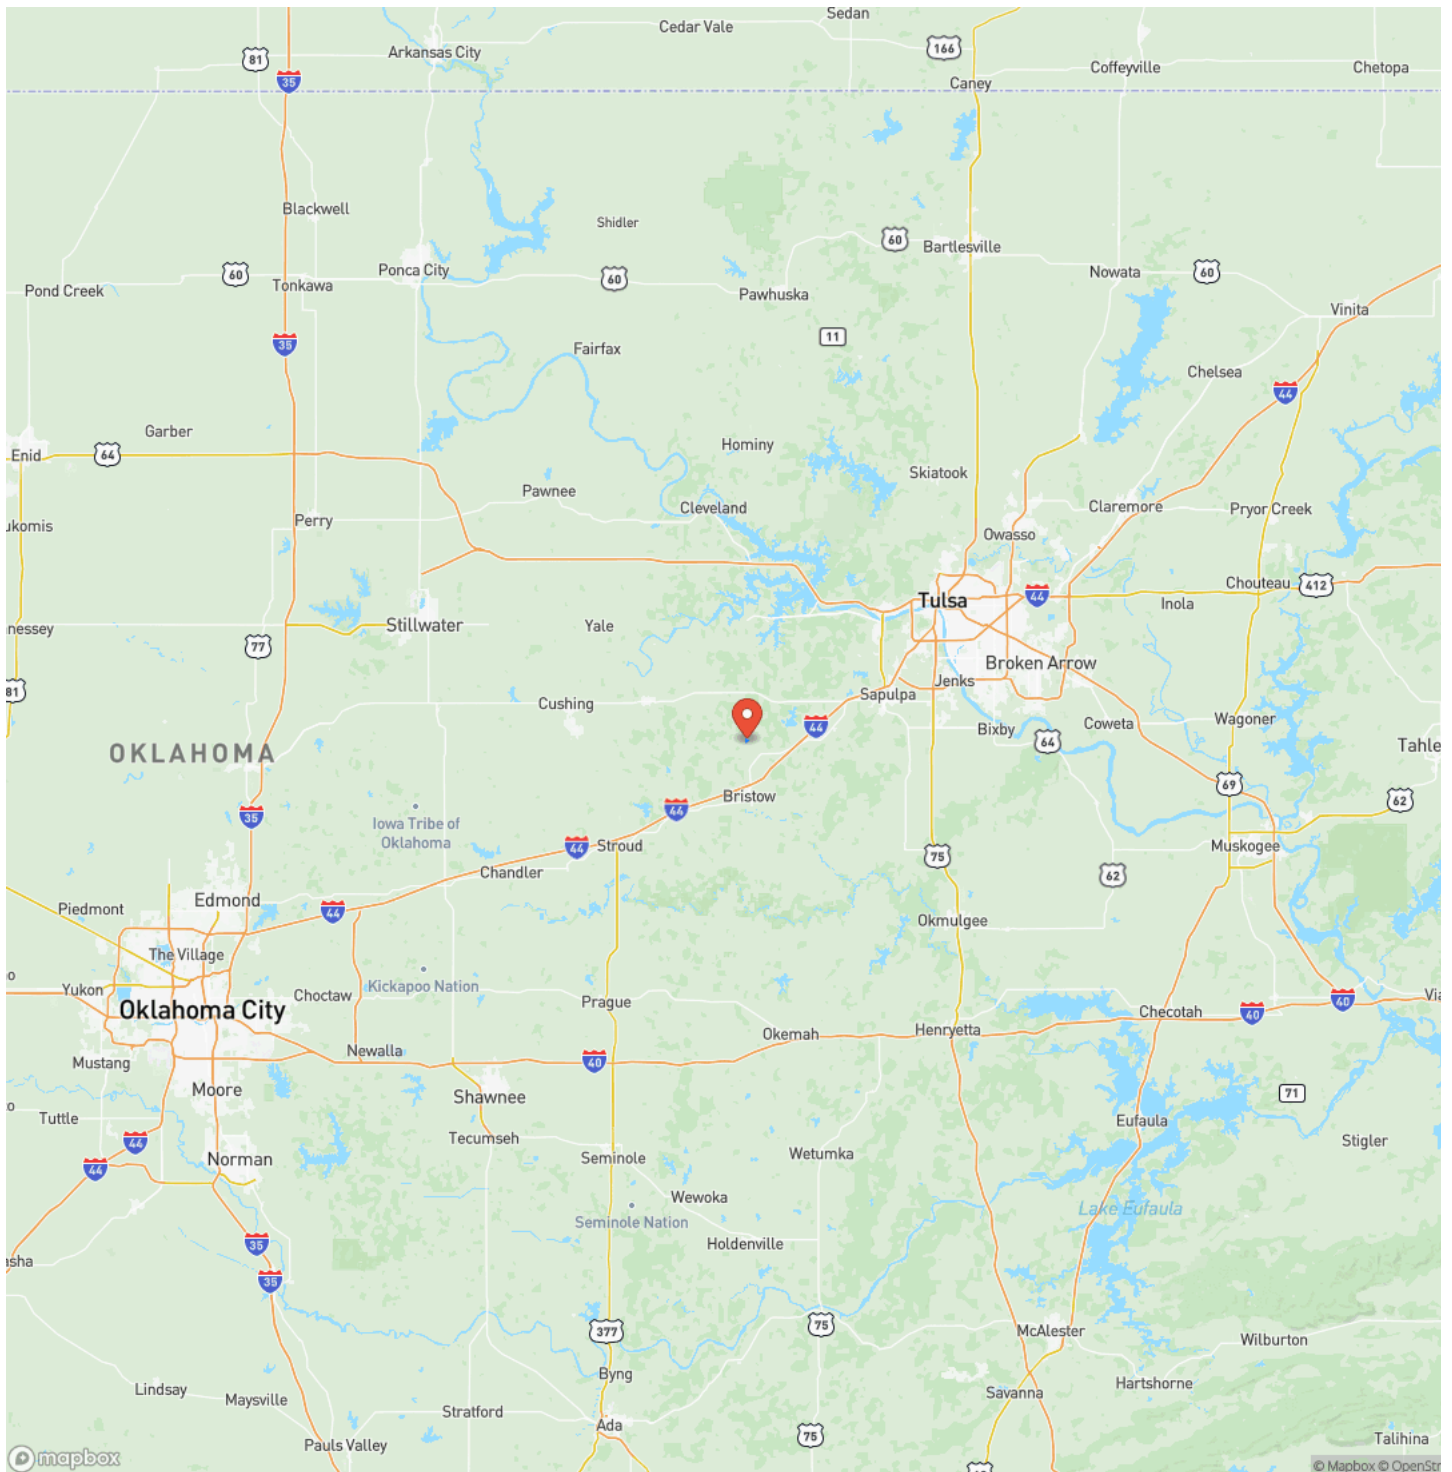 Sedan
Cedar Vale
Arkansas City
81
35
166
Caney
Coffeyville
Chetopa
Blackwell
Shidler
60
Bartlesville
Ponca City
60
Tonkawa
60
Nowata
60
Pond Creek
Pawhuska
Vinita
11
35
Fairfax
Chelsea
44
Garber
Enid
64
Hominy
Skiatook
Pawnee
Cleveland
Claremore
Pryor Creek
ukomis
Perry
Owasso
Chouteau
412
Tulsa
44
Inola
nnessey
Stillwater
Yale
77
Broken Arrow
81
Jenks
Sapulpa
Cushing
Wagoner
44
Bixby
Coweta
64
Tahle
OKLAHOMA
69
Bristow
62
44
35
Iowa Tribe of
Oklahoma
44
Stroud
Muskogee
75
Chandler
62
Edmond
Piedmont
44
Okmulgee
The Village
o
Yukon
Kickapoo Nation
Choctaw
Prague
Via
40
Oklahoma City
Checotah
40
Okemah
Henryetta
Newalla
Mustang
40
Moore
Shawnee
71
o
Tuttle
Eufaula
44
Tecumseh
Stigler
44
Norman
Seminole
Wetumka
Wewoka
Lake Eufaula
Seminole Nation
35
Holdenville
asha
35
377
75
McAlester
Wilburton
Byng
Lindsay
Maysville
Savanna
Hartshorne
Stratford
Ada
75
Pauls Valley
Talihina
mapbox
© Mapbox © OpenStr